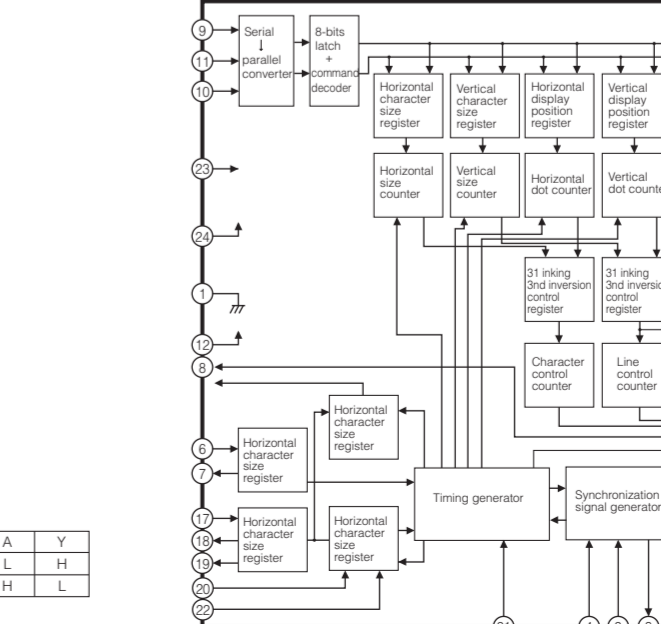 9
11
10
Serial
↓
parallel
converter
8-bits
latch
+
command
decoder
Horizontal
character
size
register
Vertical
character
size
register
Horizontal
display
position
register
Vertical
display
position
register
Horizontal
size
counter
Vertical
size
counter
Horizontal
dot counter
Vertical
dot counte
23
24
1
12
8
31 inking
3nd inversion
control
register
31 inking
3nd inversio
control
register
Character
control
counter
Line
control
counter
Horizontal
character
size
register
6
7
Horizontal
character
size
register
Timing generator
Synchronization
signal generator
17
18
19
20
22
Horizontal
character
size
register
Horizontal
character
size
register
A Y
L H
H L